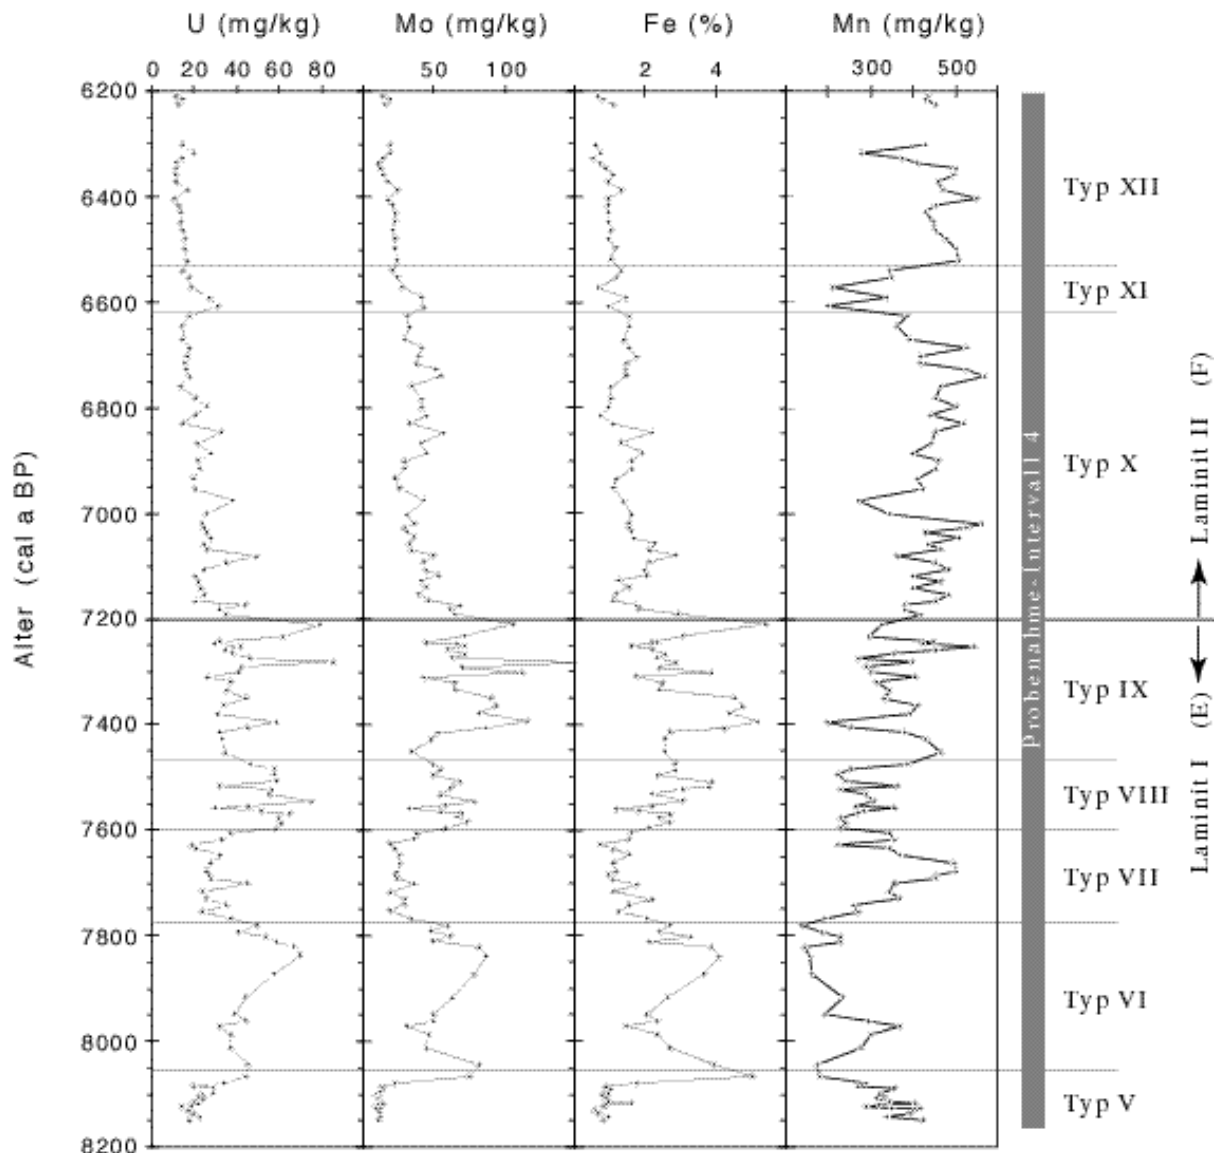 U (mg/kg) Mo (mg/kg) Fe (%) Mn (mg/kg)
0 20 40 60 80 50 100 2 4 300 500
6200
Typ XII
6400
Typ XI
6600
6800
Typ X
7000
7200
Typ IX
7400
Typ VIII
7600
Typ VII
7800
Typ VI
8000
Typ V
8200
Alter (cal a BP)
Probenahme-Intervall 4
Laminit II (F)
Laminit I (E)